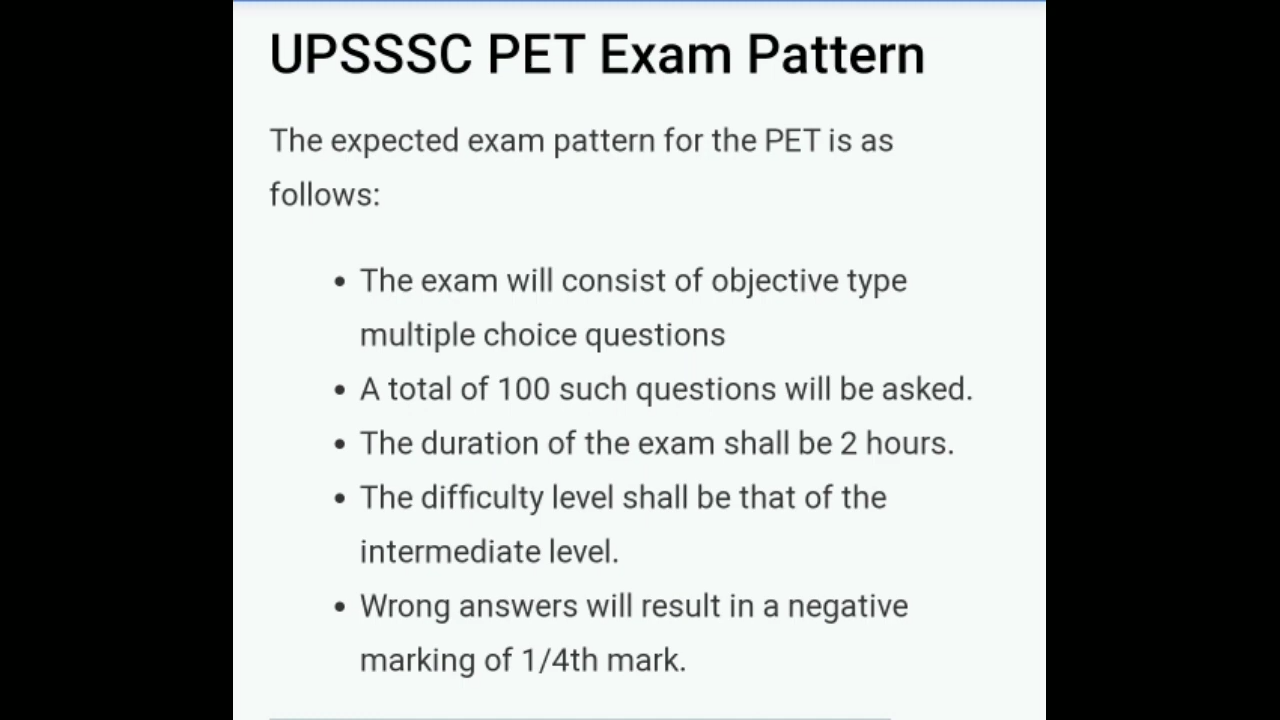 UPSSSC PET Exam Pattern
The expected exam pattern for the PET is as
follows:
• The exam will consist of objective type
multiple choice questions
• A total of 100 such questions will be asked.
• The duration of the exam shall be 2 hours.
• The difficulty level shall be that of the
intermediate level.
• Wrong answers will result in a negative
marking of 1/4th mark.